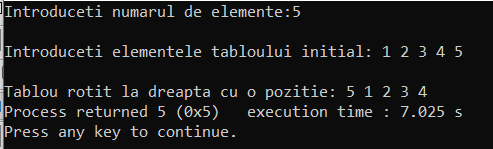 Introduceti numarul de elemente:5
Introduceti elementele tabloului initial: 1 2 3 4 5
Tablou rotit la dreapta cu o pozitie: 5 1 2 3 4
Process returned 5 (0x5)   execution time : 7.025 s
Press any key to continue.